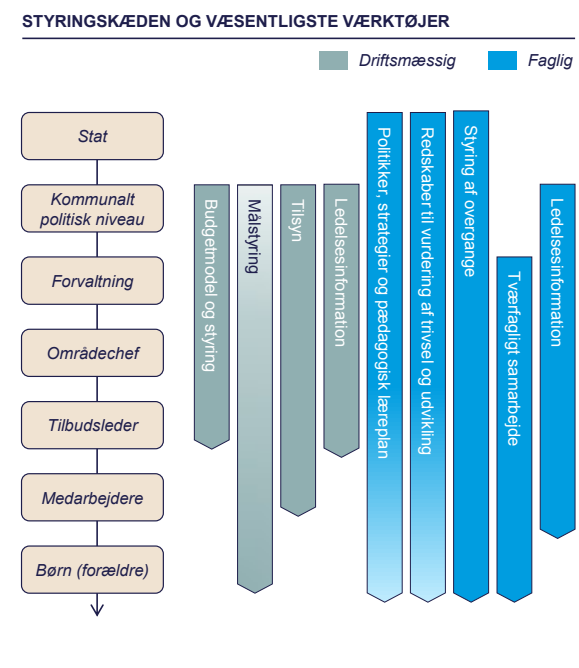 STYRINGSKÆDEN OG VÆSENTLIGSTE VÆRKTØJER
Driftsmæssig
Faglig
Stat
Kommunalt
politisk niveau
Forvaltning
Områdechef
Tilbudsleder
Medarbejdere
Børn (forældre)
Budgetmodel og styring
Målstyring
Tilsyn
Ledelsesinformation
Politikker, strategier og pædagogisk læreplan
Redskaber til vurdering af trivsel og udvikling
Styring af overgange
Tværfagligt samarbejde
Ledelsesinformation